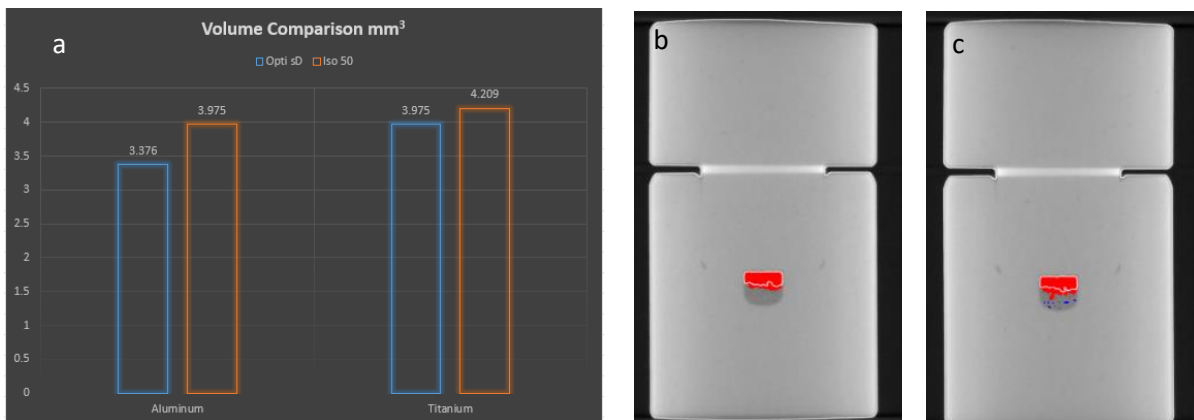 a
Volume Comparison mm³
Opti sD Iso 50
4.5
4
3.5
3
2.5
2
1.5
1
0.5
0
3.376
3.975
3.975
4.209
Aluminum
Titanium
b
c